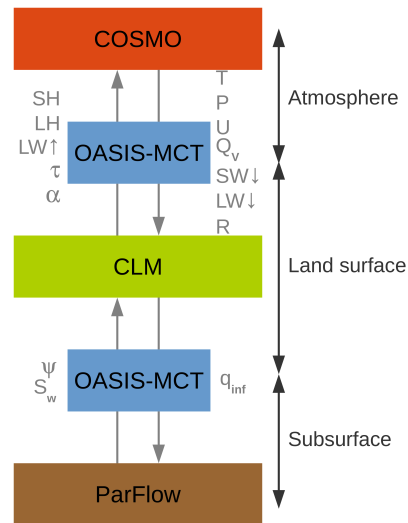 COSMO
SH
LH
LW↑
τ
α
OASIS-MCT
T
P
U
Qv
SW↓
LW↓
R
Atmosphere
CLM
Land surface
ψ
Sw
OASIS-MCT
qinf
Subsurface
ParFlow